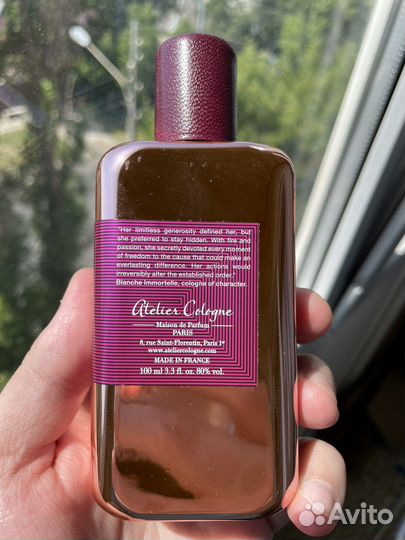 "Her limitless generosity defined her, but
she preferred to stay hidden. With fire and
passion, she secretly devoted every moment
of freedom to the cause that could make an
everlasting difference. Her actions would
irreversibly alter the established order."
Blanche Immortelle, cologne of character.
Atelier Cologne
Maison de Parfum
PARIS
8, rue Saint-Florentin, Paris 1er
www.ateliercologne.com
MADE IN FRANCE
100 ml 3.3 fl. oz. 80% vol.
Avito